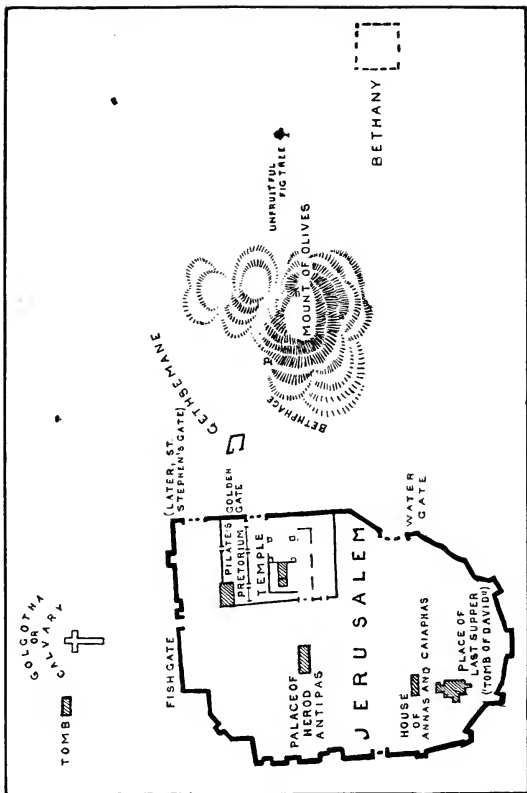 GOLGOTHA
OR
CALVARY
TOMB
FISH GATE
(LATER, ST.
STEPHEN'S GATE)
GETHSEMANE
GOLDEN
GATE
PILATE'S
PRETORIUM
TEMPLE
PALACE OF
HEROD
ANTIPAS
JERUSALEM
WATER
GATE
HOUSE
OF
ANNAS AND CAIAPHAS
PLACE OF
LAST SUPPER
("TOMB OF DAVID")
BETHPHAGE
MOUNT OF OLIVES
UNFRUITFUL
FIG TREE
BETHANY